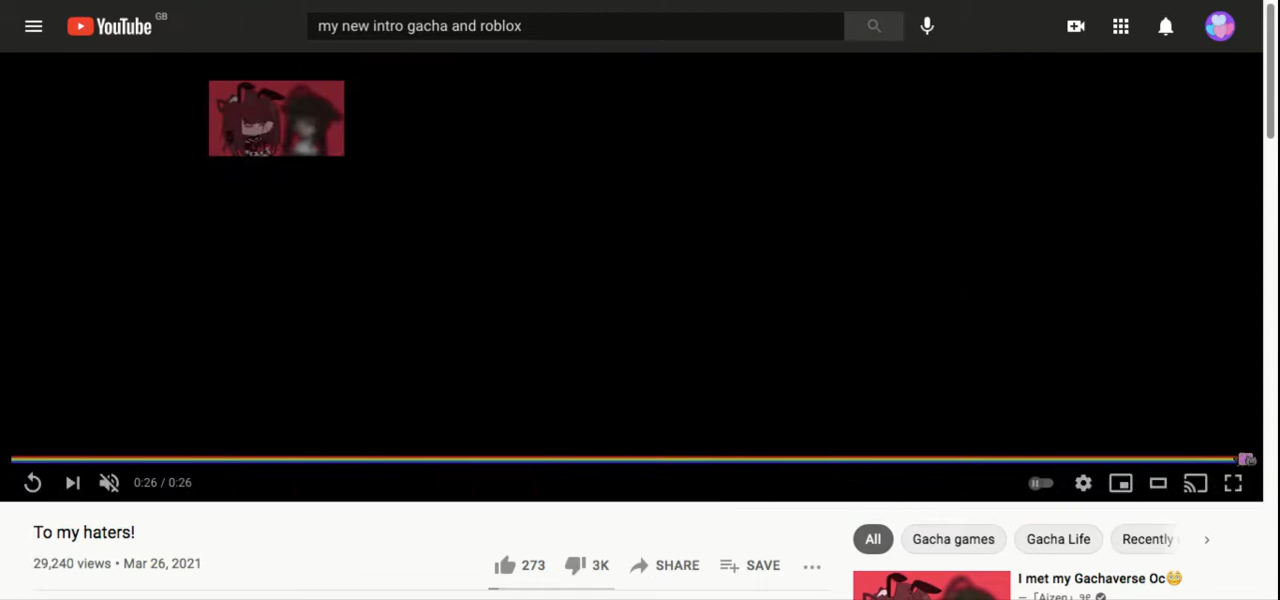 YouTube GB
my new intro gacha and roblox
0:26 / 0:26
To my haters!
29,240 views • Mar 26, 2021
273
3K
SHARE
SAVE
All
Gacha games
Gacha Life
Recently
I met my Gachaverse Oc😳